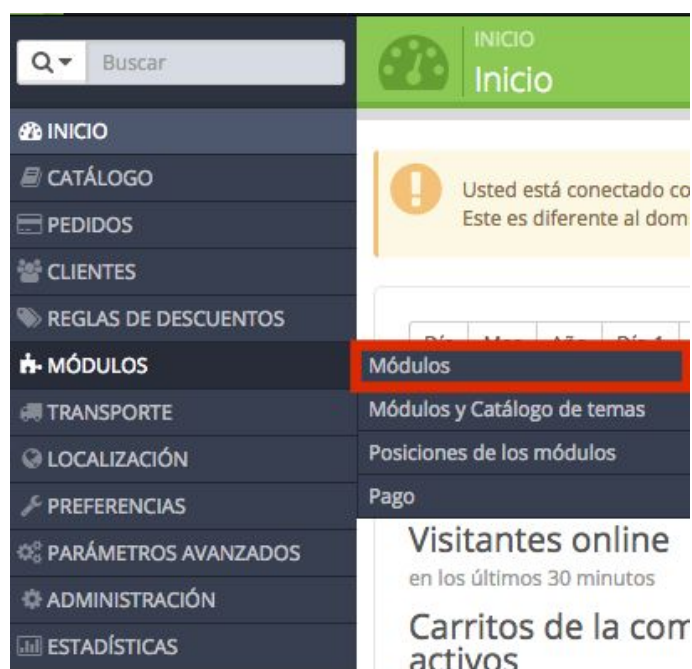 Buscar
INICIO
Inicio
INICIO
CATÁLOGO
PEDIDOS
CLIENTES
REGLAS DE DESCUENTOS
MÓDULOS
TRANSPORTE
LOCALIZACIÓN
PREFERENCIAS
PARÁMETROS AVANZADOS
ADMINISTRACIÓN
ESTADÍSTICAS
Usted está conectado co
Este es diferente al dom
Módulos
Módulos y Catálogo de temas
Posiciones de los módulos
Pago
Visitantes online
en los últimos 30 minutos
Carritos de la com
activos